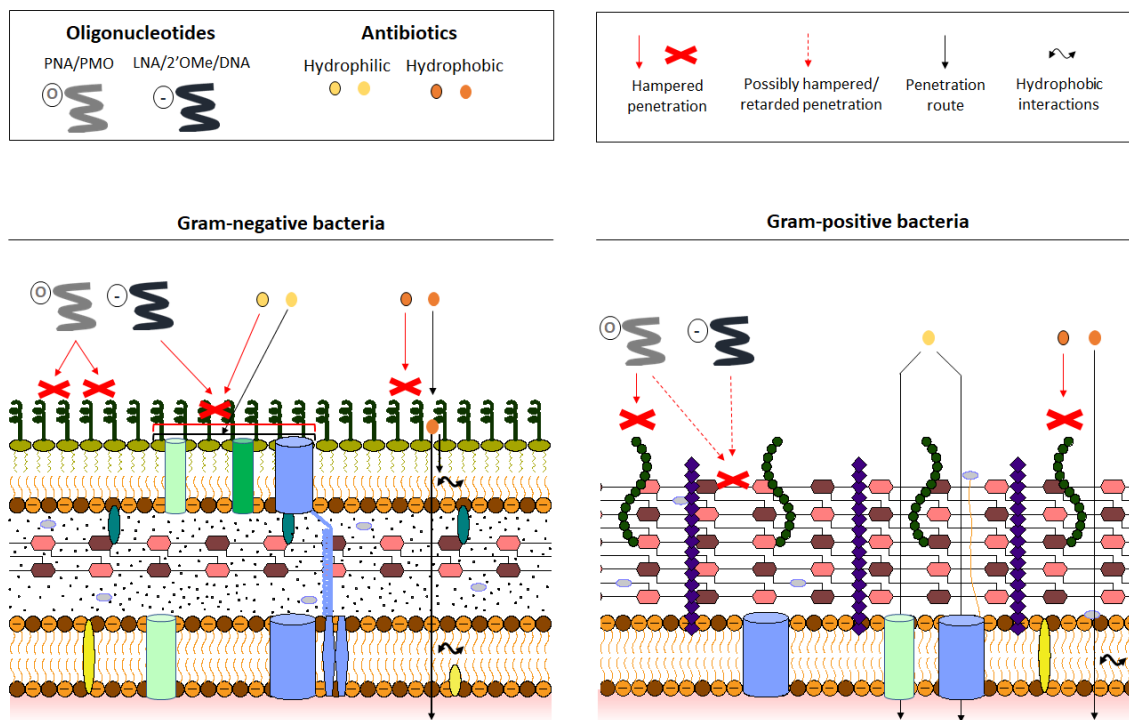 Oligonucleotides
Antibiotics
PNA/PMO
LNA/2'OMe/DNA
Hydrophilic
Hydrophobic
O
-
Hampered
penetration
Possibly hampered/
retarded penetration
Penetration
route
Hydrophobic
interactions
Gram-negative bacteria
Gram-positive bacteria
O
-
O
-